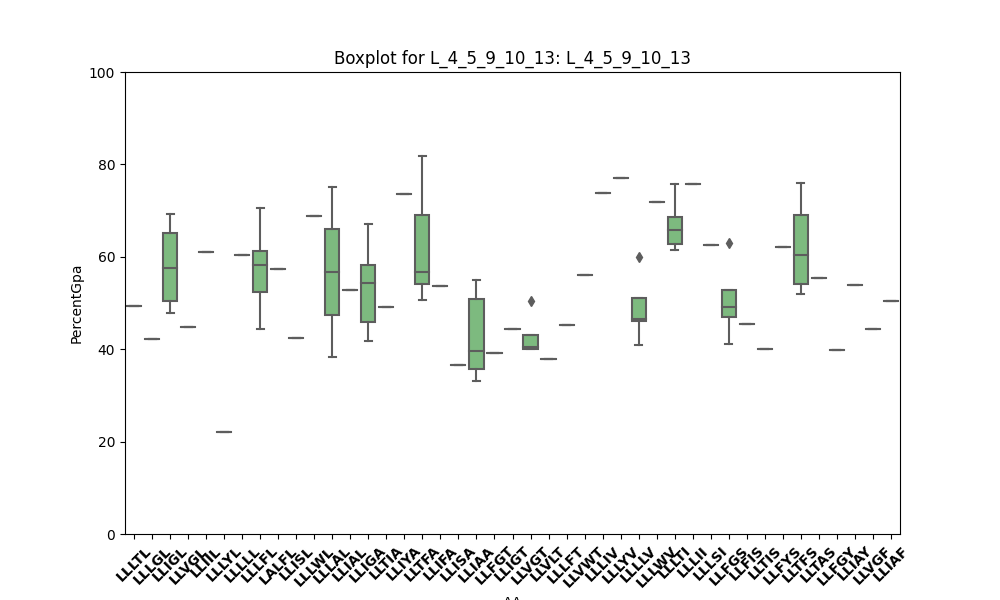 Boxplot for L_4_5_9_10_13: L_4_5_9_10_13
PercentGpa
100
80
60
40
20
0
LLLTL
LLLGL
LLIGL
LLVGL
LLIIL
LLLYL
LLLLL
LLLFL
LALFL
LLISL
LLLWL
LLLAL
LLIAL
LLIGA
LLTIA
LLIYA
LLTFA
LLIFA
LLISA
LLIAA
LLFGT
LLIGT
LLVGT
LLVLT
LLLFT
LLVWT
LLLIV
LLLYV
LLLLV
LLLWV
LLLTI
LLLII
LLLSI
LLFGS
LLFIS
LLTIS
LLFYS
LLTFS
LLTAS
LLFGY
LLIAY
LLVGF
LLIAF